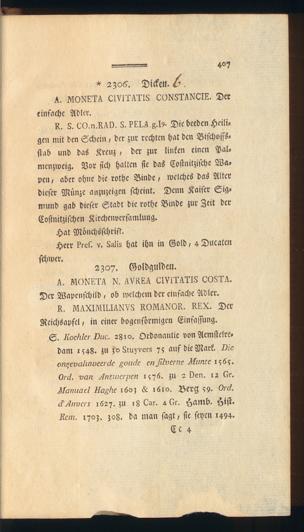 407
* 2306. Dicken. 6.
A. MONETA CIVITATIS CONSTANCIE. Der
einfache Adler.
R. S. CO.n.RAD. S. PELA g.Iv. Die beeden Heili-
gen mit den Schein, der zur rechten hat den Bischoffs-
stab und das Kreuz, der zur linken einen Pal-
menzweig. Vor sich halten sie das Costnitzische Wa-
pen, aber ohne die rothe Binde, welches das Alter
dieser Münze anzuzeigen scheint. Denn Kaiser Sig-
mund gab dieser Stadt die rothe Binde zur Zeit der
Costnitzischen Kirchenversamlung.
Hat Mönchsschrift.
Herr Prof. v. Salis hat ihn in Gold, 4 Ducaten
schwer.
2307. Goldgulden.
A. MONETA N. AVREA CIVITATIS COSTA.
Der Wapenschild, ob welchem der einfache Adler.
R. MAXIMILIANVS ROMANOR. REX. Der
Reichsapfel, in einer bogenförmigen Einfassung.
S. Koehler Duc. 2810. Ordonantie von Aemstelre-
dam 1548. zu 30 Stuyvers 75 auf die Mark. Die
ongevalueerde goude en silverne Munte 1565.
Ord. van Antwerpen 1576. zu 2 Den. 12 Gr.
Manuael Haghe 1603 & 1610. Berg 59. Ord.
d'Anvers 1627. zu 18 Car. 4 Gr. Hamb. Hist.
Rem. 1703. 308. da man sagt, sie seyen 1494.
Cc 4